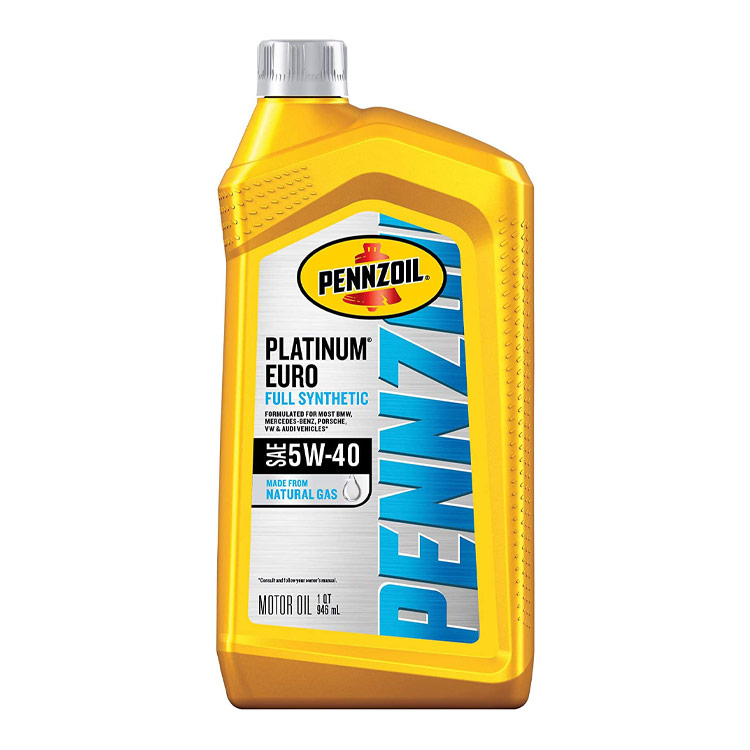 PENNZOIL®
PLATINUM®
EURO
FULL SYNTHETIC
FORMULATED FOR MOST BMW,
MERCEDES-BENZ, PORSCHE,
VW & AUDI VEHICLES*
SAE 5W-40
MADE FROM
NATURAL GAS
*Consult and follow your owner's manual.
MOTOR OIL 1 QT
946 mL
PENNZOIL